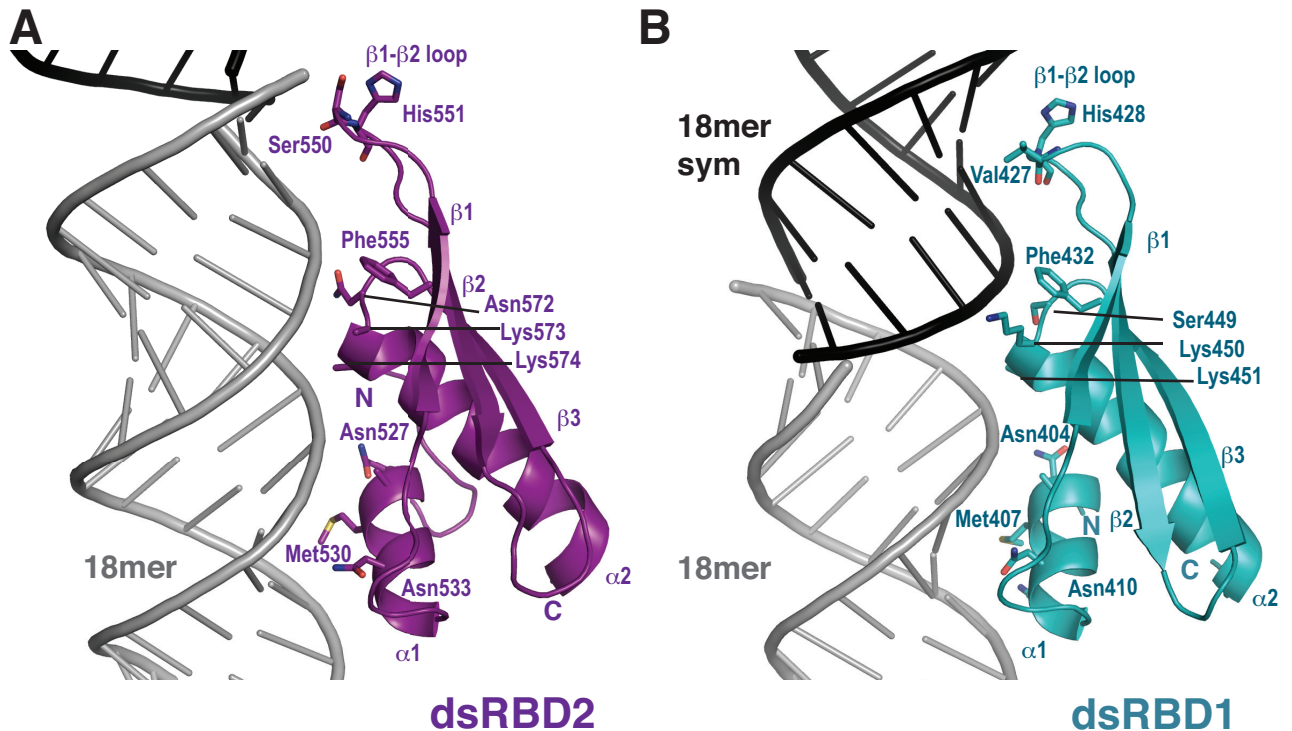 A
β1-β2 loop
His551
Ser550
β1
Phe555
β2
Asn572
Lys573
Lys574
N
Asn527
β3
Met530
18mer
Asn533
α2
C
α1
dsRBD2
B
β1-β2 loop
His428
18mer
sym
Val427
β1
Phe432
Ser449
Lys450
Lys451
Asn404
β3
Met407
N
β2
18mer
C
Asn410
α2
α1
dsRBD1